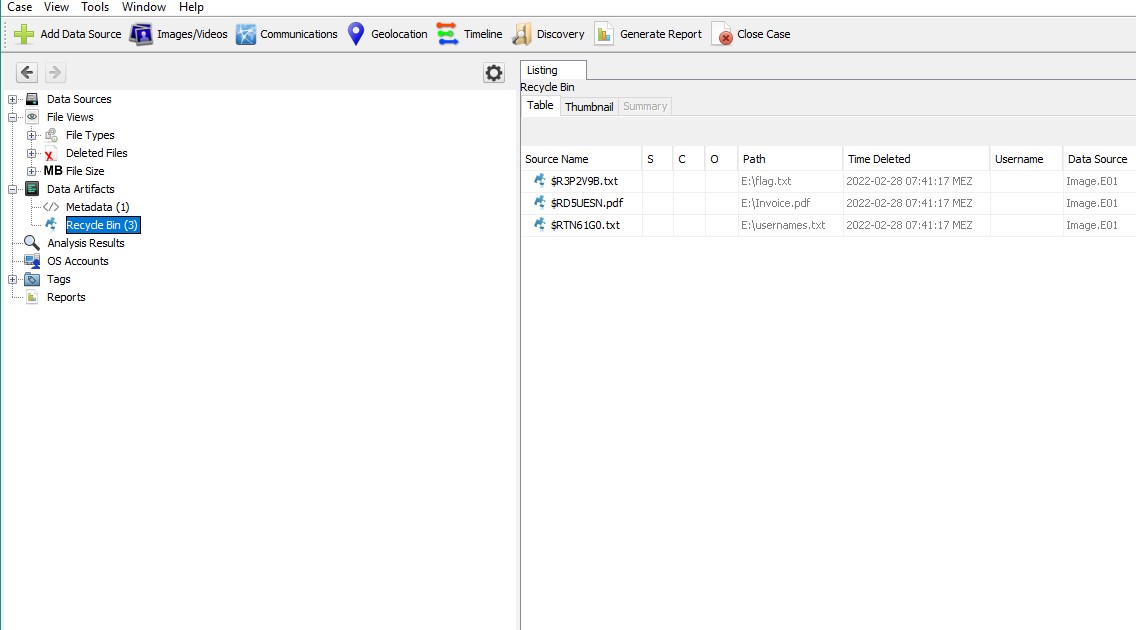 Case View Tools Window Help
Add Data Source Images/Videos Communications Geolocation Timeline Discovery Generate Report Close Case
Data Sources
File Views
File Types
Deleted Files
MB File Size
Data Artifacts
Metadata (1)
Recycle Bin (3)
Analysis Results
OS Accounts
Tags
Reports
Listing
Recycle Bin
Table Thumbnail Summary
Source Name S C O Path Time Deleted Username Data Source
$R3P2V9B.txt E:\flag.txt 2022-02-28 07:41:17 MEZ Image.E01
$RD5UESN.pdf E:\Invoice.pdf 2022-02-28 07:41:17 MEZ Image.E01
$RTN61G0.txt E:\usernames.txt 2022-02-28 07:41:17 MEZ Image.E01